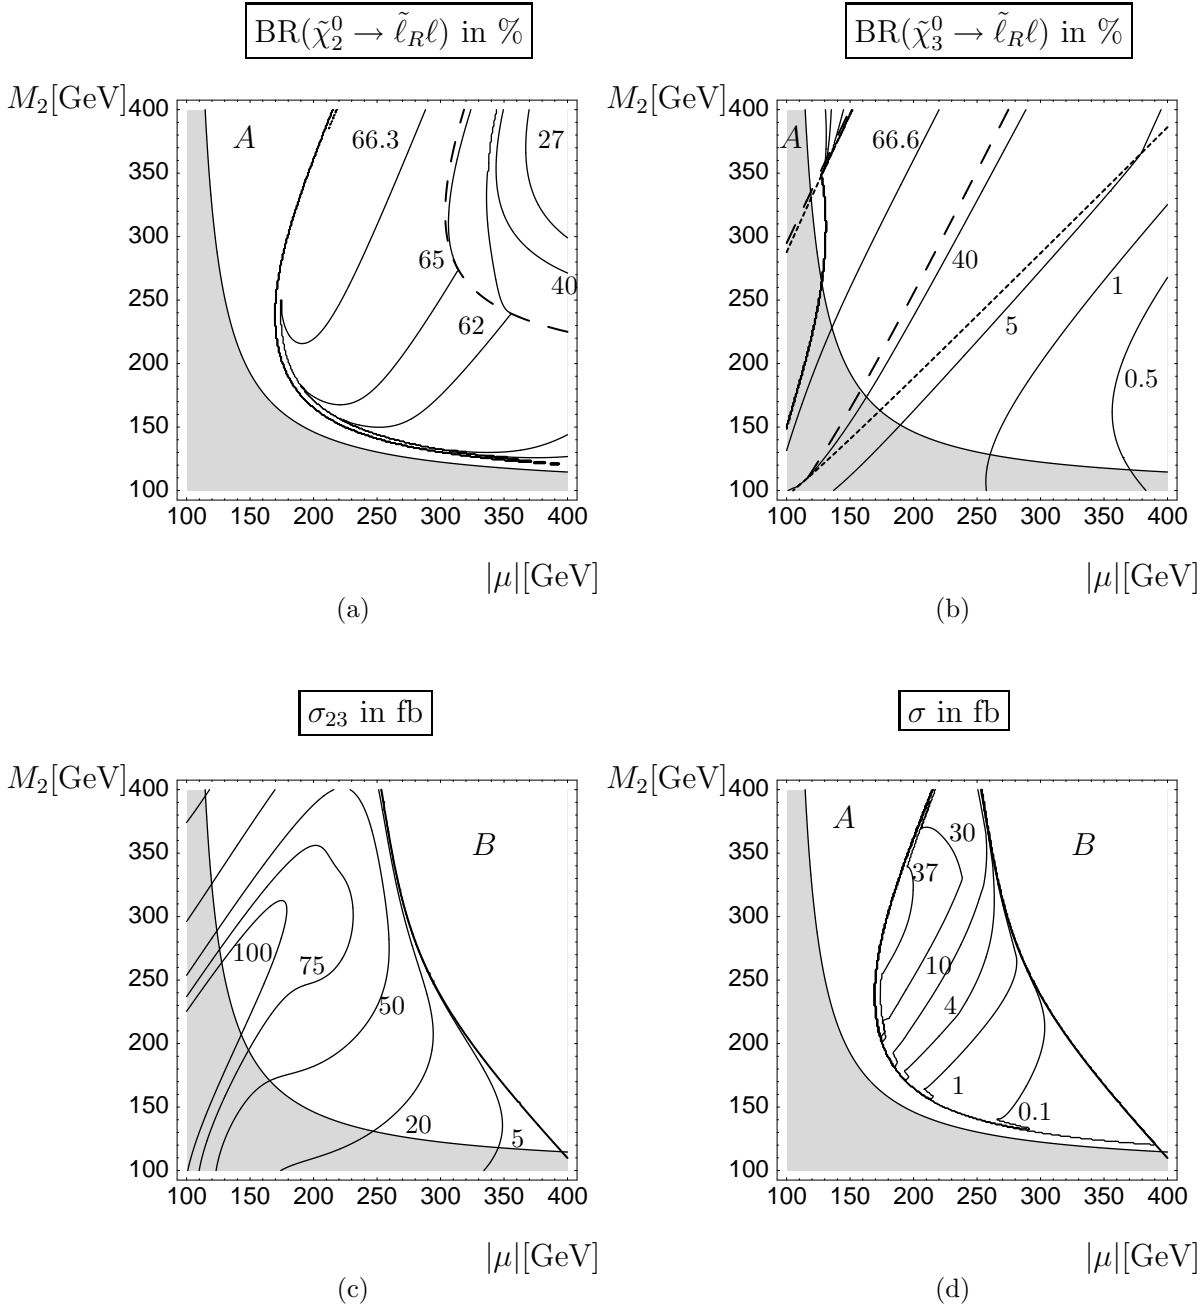 BR(χ̃⁰₂ → ℓ̃_R ℓ) in %
BR(χ̃⁰₃ → ℓ̃_R ℓ) in %
M₂[GeV]
400
350
300
250
200
150
100
100 150 200 250 300 350 400
A
66.3
27
65
40
62
|μ|[GeV]
(a)
M₂[GeV]
400
350
300
250
200
150
100
100 150 200 250 300 350 400
A
66.6
40
1
5
0.5
|μ|[GeV]
(b)
σ₂₃ in fb
σ in fb
M₂[GeV]
400
350
300
250
200
150
100
100 150 200 250 300 350 400
B
100
75
50
20
5
|μ|[GeV]
(c)
M₂[GeV]
400
350
300
250
200
150
100
100 150 200 250 300 350 400
A
30
B
37
10
4
1
0.1
|μ|[GeV]
(d)